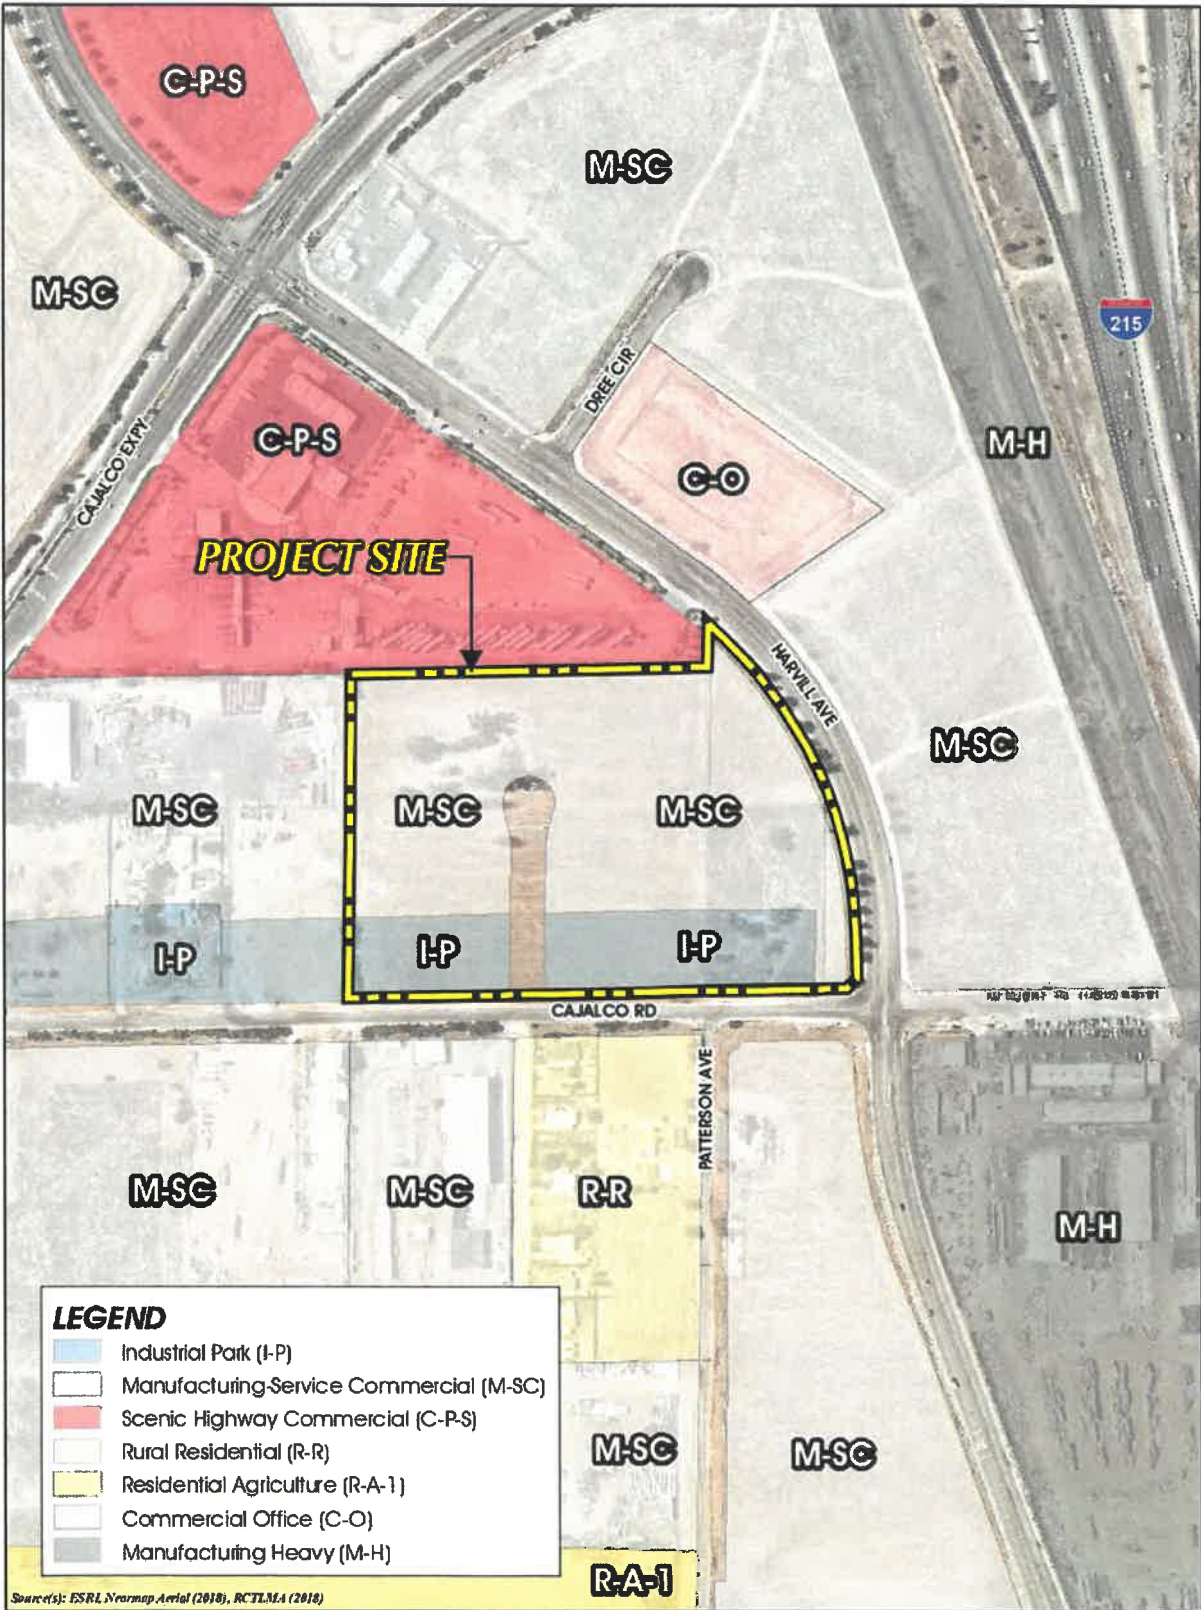 C-P-S
M-SC
M-SC
215
DREE CIR
CAJALCO EXPY
C-P-S
M-H
C-O
PROJECT SITE
HARVILL AVE
M-SC
M-SC
M-SC
M-SC
I-P
I-P
I-P
CAJALCO RD
PATTERSON AVE
M-SC
M-SC
R-R
M-H
LEGEND
Industrial Park (I-P)
Manufacturing-Service Commercial (M-SC)
Scenic Highway Commercial (C-P-S)
Rural Residential (R-R)
Residential Agriculture (R-A-1)
Commercial Office (C-O)
Manufacturing Heavy (M-H)
M-SC
M-SC
R-A-1
Source(s): ESRI, Nearmap Aerial (2018), RCTLMA (2018)